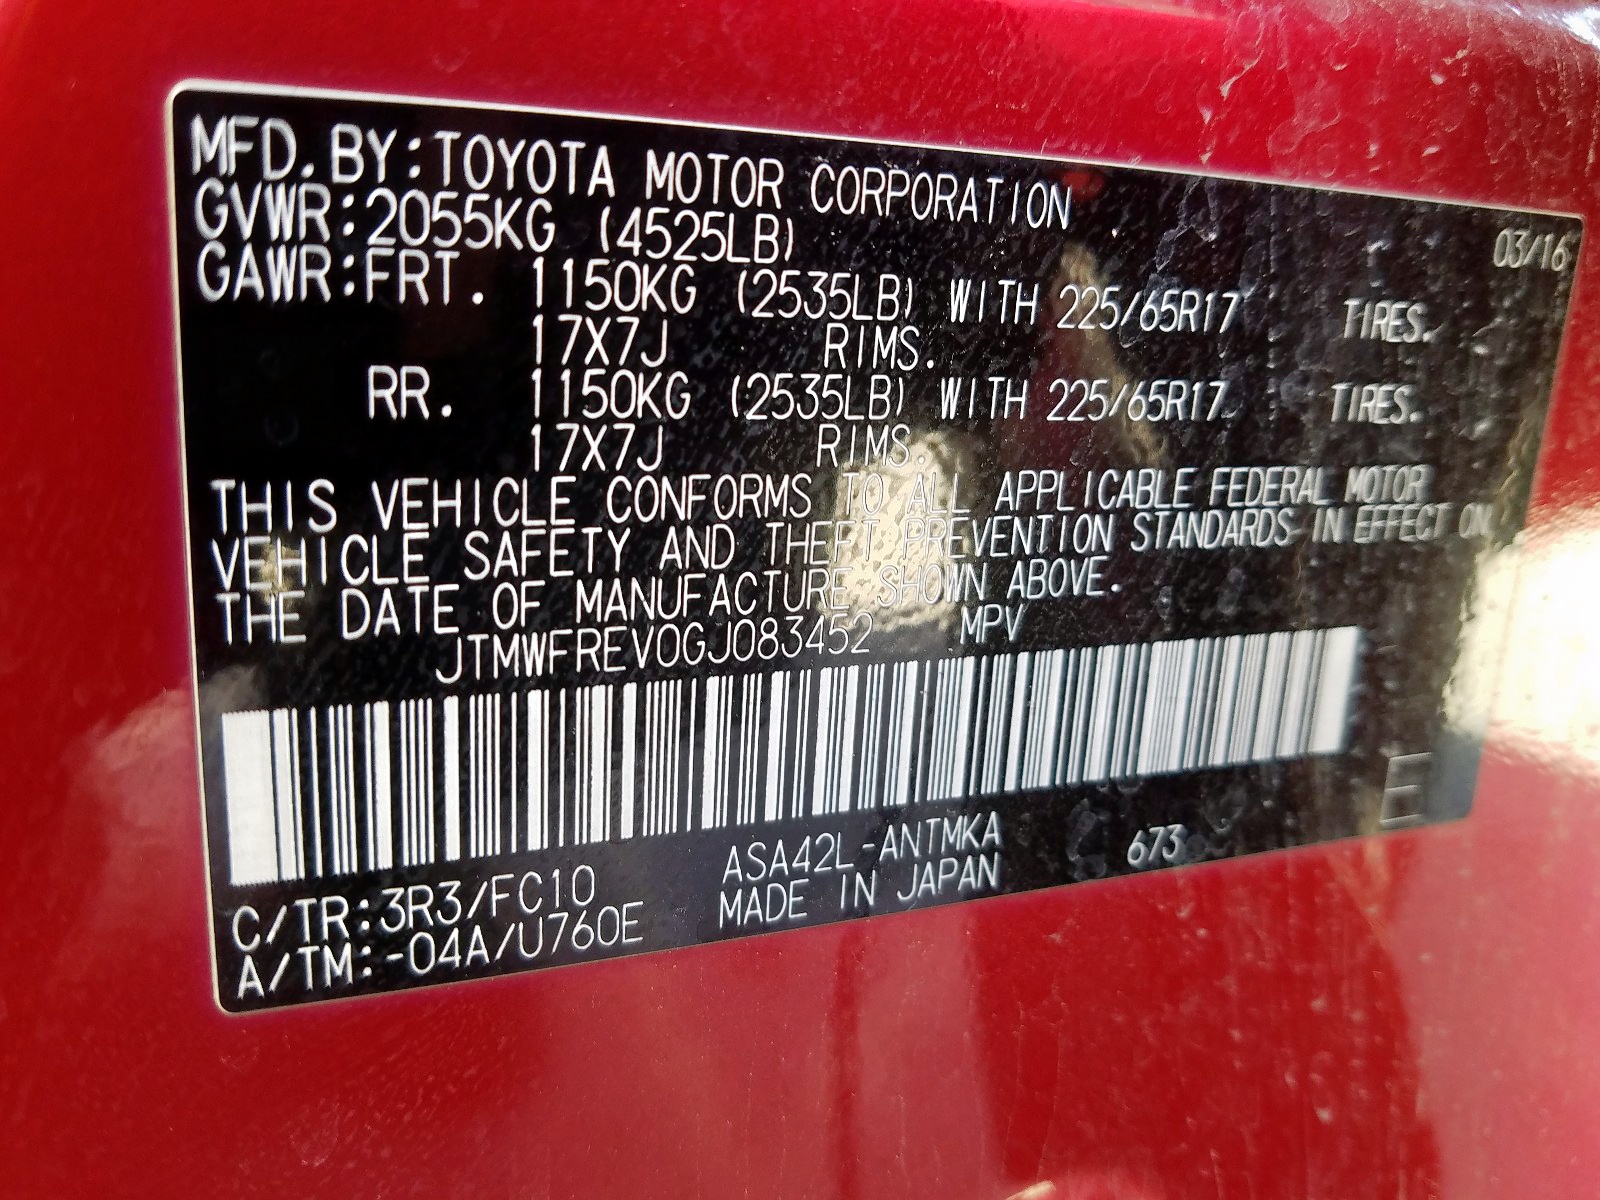 MFD.BY:TOYOTA MOTOR CORPORATION 03/16
GVWR:2055KG (4525LB)
GAWR:FRT. 1150KG (2535LB) WITH 225/65R17 TIRES.
17X7J RIMS.
RR. 1150KG (2535LB) WITH 225/65R17 TIRES.
17X7J RIMS.
THIS VEHICLE CONFORMS TO ALL APPLICABLE FEDERAL MOTOR
VEHICLE SAFETY AND THEFT PREVENTION STANDARDS IN EFFECT ON
THE DATE OF MANUFACTURE SHOWN ABOVE.
JTMWFREV0GJ083452 MPV
E
C/TR:3R3/FC10 ASA42L-ANTMKA 673
A/TM:-04A/U760E MADE IN JAPAN